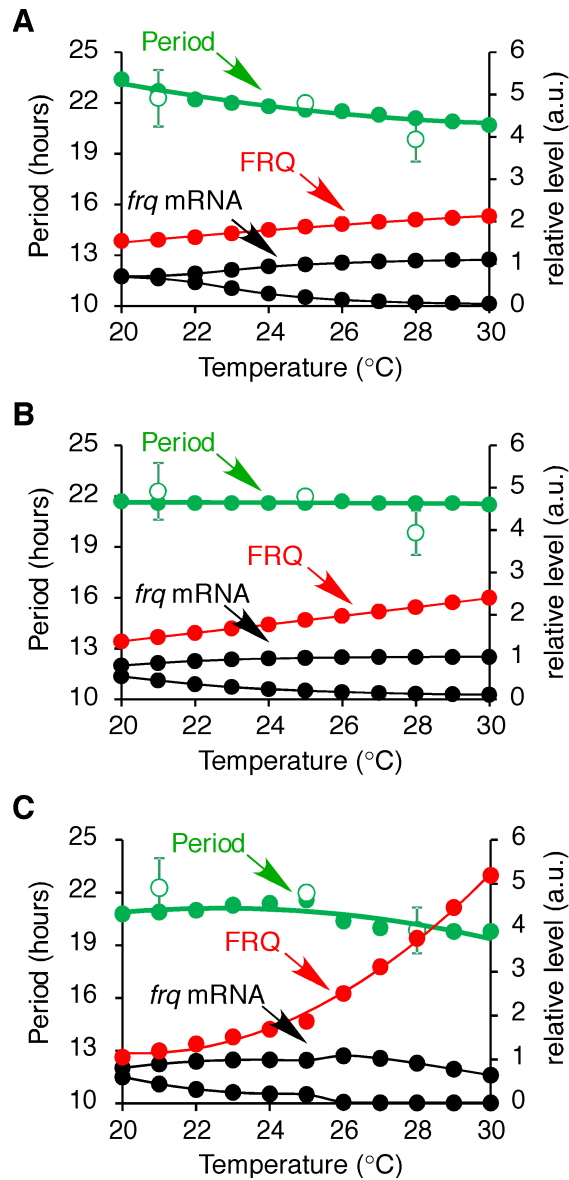 A
Period
25
22
19
16
13
10
6
5
4
3
2
1
0
FRQ
frq mRNA
Period (hours)
relative level (a.u.)
20
22
24
26
28
30
Temperature (°C)
B
Period
25
22
19
16
13
10
6
5
4
3
2
1
0
FRQ
frq mRNA
Period (hours)
relative level (a.u.)
20
22
24
26
28
30
Temperature (°C)
C
Period
25
22
19
16
13
10
6
5
4
3
2
1
0
FRQ
frq mRNA
Period (hours)
relative level (a.u.)
20
22
24
26
28
30
Temperature (°C)